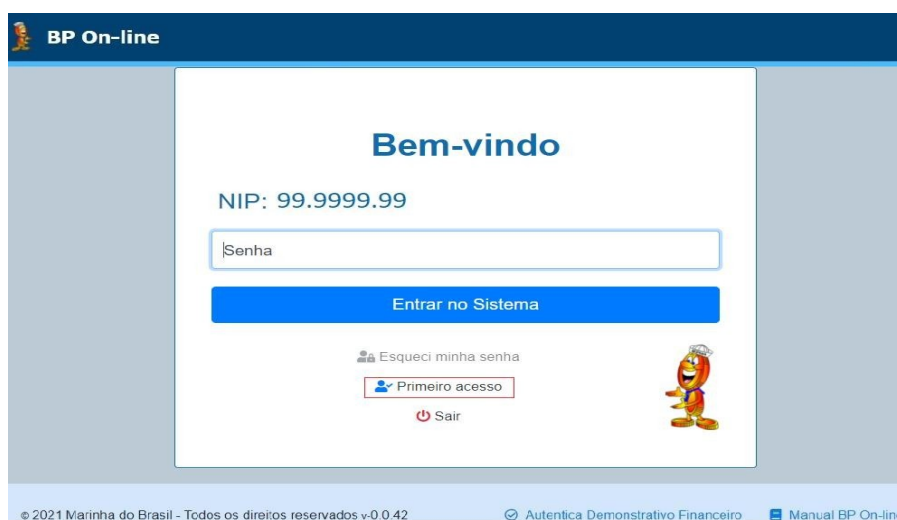 BP On-line
Bem-vindo
NIP: 99.9999.99
Senha
Entrar no Sistema
Esqueci minha senha
Primeiro acesso
Sair
© 2021 Marinha do Brasil - Todos os direitos reservados v-0.0.42 Autentica Demonstrativo Financeiro Manual BP On-line